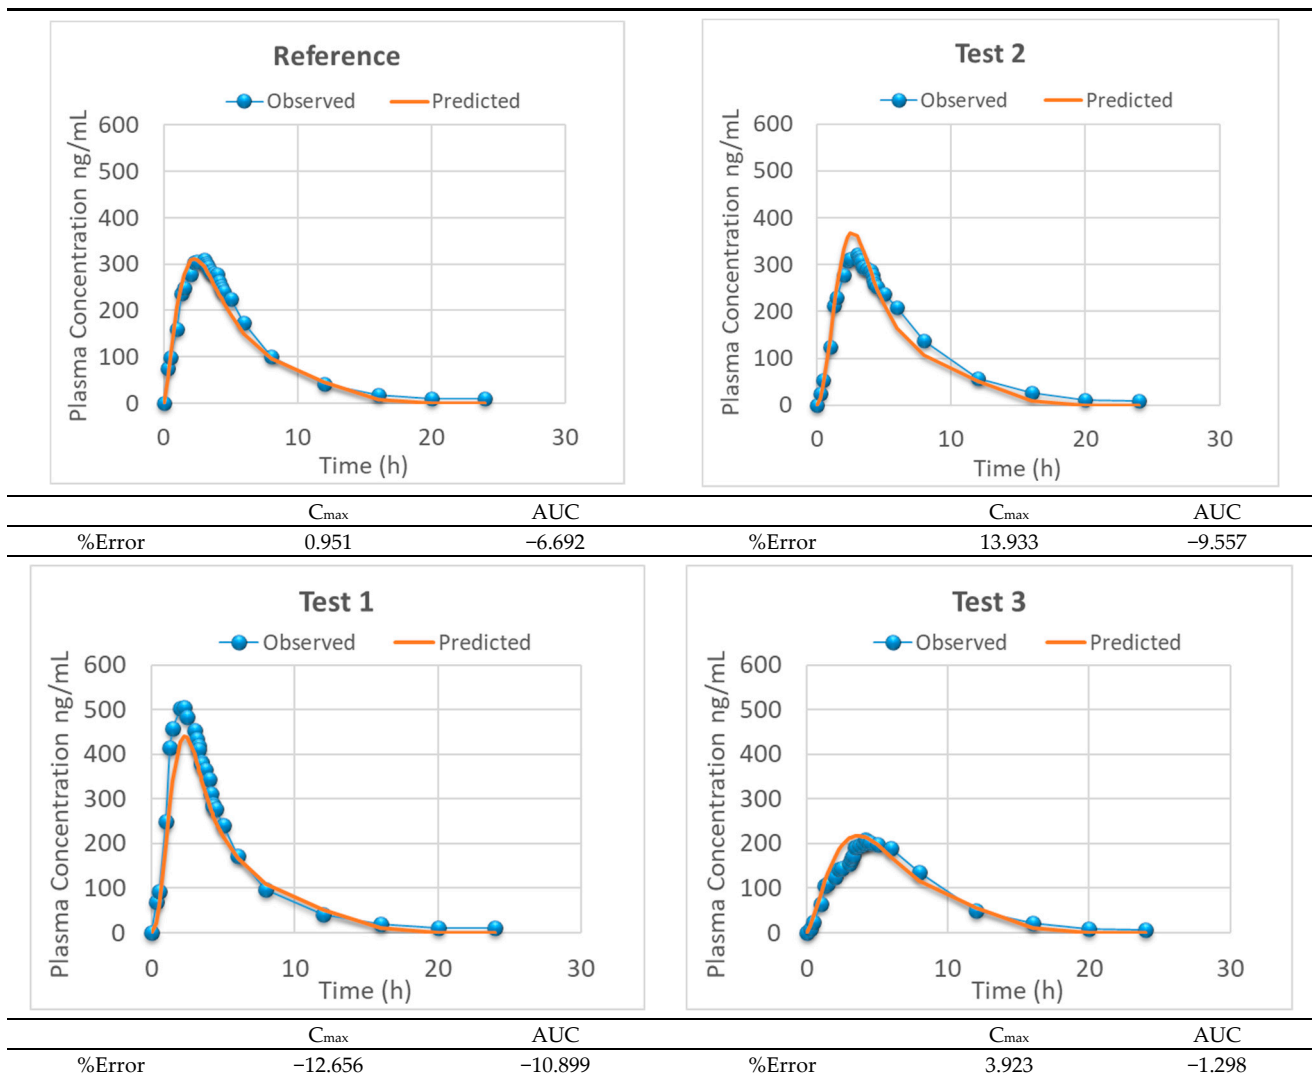 Reference
Observed Predicted
Plasma Concentration ng/mL
600
500
400
300
200
100
0
0 10 20 30
Time (h)
Test 2
Observed Predicted
Plasma Concentration ng/mL
600
500
400
300
200
100
0
0 10 20 30
Time (h)
Cmax AUC Cmax AUC
%Error 0.951 −6.692 %Error 13.933 −9.557
Test 1
Observed Predicted
Plasma Concentration ng/mL
600
500
400
300
200
100
0
0 10 20 30
Time (h)
Test 3
Observed Predicted
Plasma Concentration ng/mL
600
500
400
300
200
100
0
0 10 20 30
Time (h)
Cmax AUC Cmax AUC
%Error −12.656 −10.899 %Error 3.923 −1.298